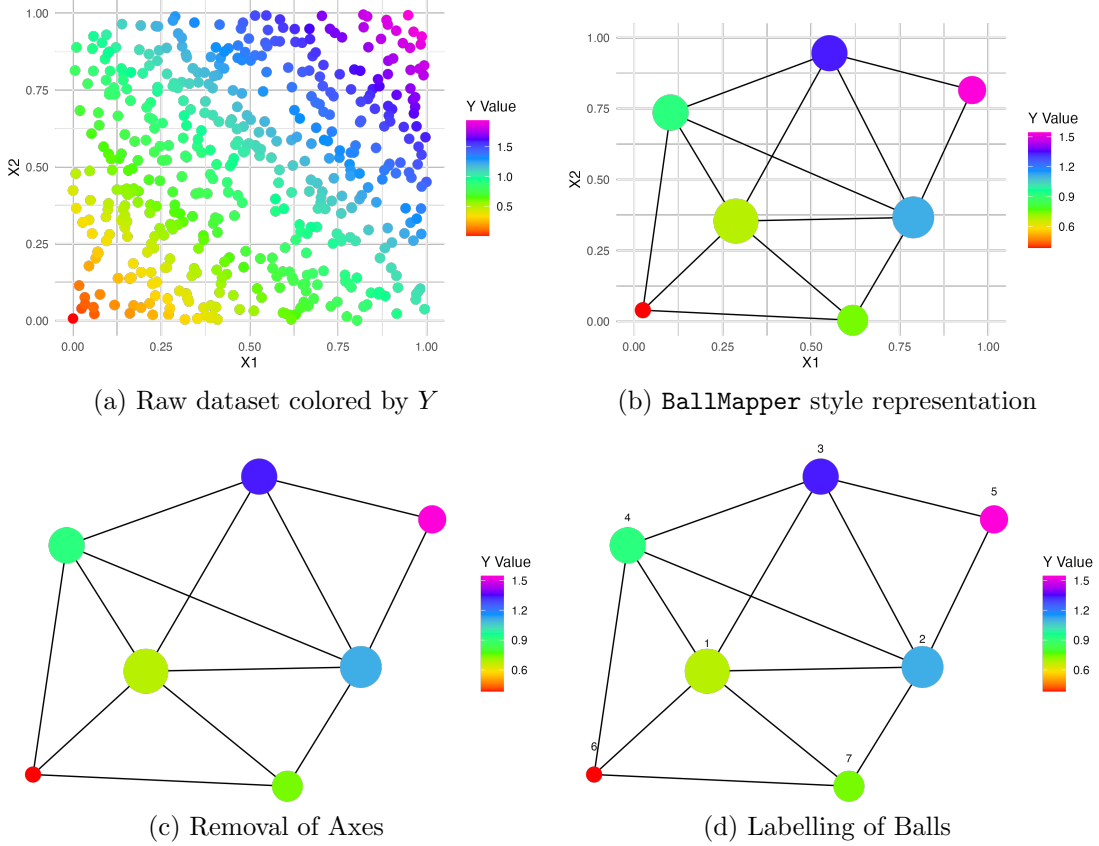 1.00
0.75
0.50
0.25
0.00
X2
0.00 0.25 0.50 0.75 1.00
X1
Y Value
1.5
1.0
0.5
(a) Raw dataset colored by Y
1.00
0.75
0.50
0.25
0.00
X2
0.00 0.25 0.50 0.75 1.00
X1
Y Value
1.5
1.2
0.9
0.6
(b) BallMapper style representation
Y Value
1.5
1.2
0.9
0.6
(c) Removal of Axes
3
5
4
2
1
6
7
Y Value
1.5
1.2
0.9
0.6
(d) Labelling of Balls